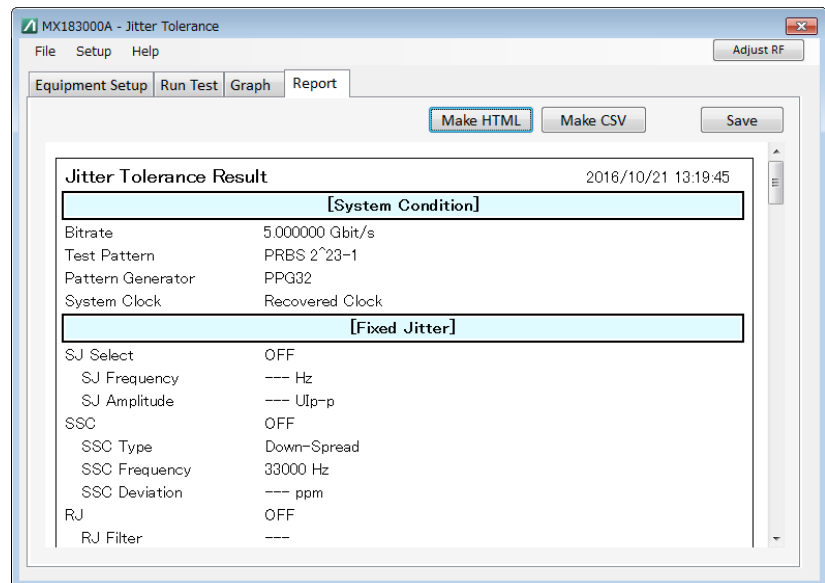 MX183000A - Jitter Tolerance
File Setup Help Adjust RF
Equipment Setup Run Test Graph Report
Make HTML Make CSV Save
Jitter Tolerance Result 2016/10/21 13:19:45
[System Condition]
Bitrate 5.000000 Gbit/s
Test Pattern PRBS 2^23-1
Pattern Generator PPG32
System Clock Recovered Clock
[Fixed Jitter]
SJ Select OFF
SJ Frequency --- Hz
SJ Amplitude --- UIp-p
SSC OFF
SSC Type Down-Spread
SSC Frequency 33000 Hz
SSC Deviation --- ppm
RJ OFF
RJ Filter ---